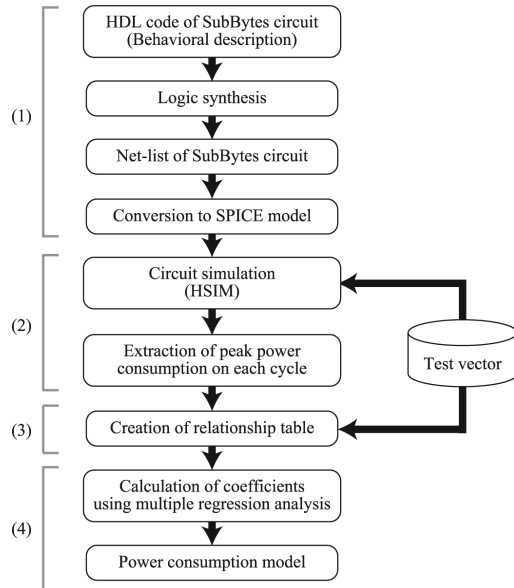 HDL code of SubBytes circuit
(Behavioral description)
Logic synthesis
(1)
Net-list of SubBytes circuit
Conversion to SPICE model
Circuit simulation
(HSIM)
(2)
Extraction of peak power
consumption on each cycle
Test vector
(3)
Creation of relationship table
Calculation of coefficients
using multiple regression analysis
(4)
Power consumption model